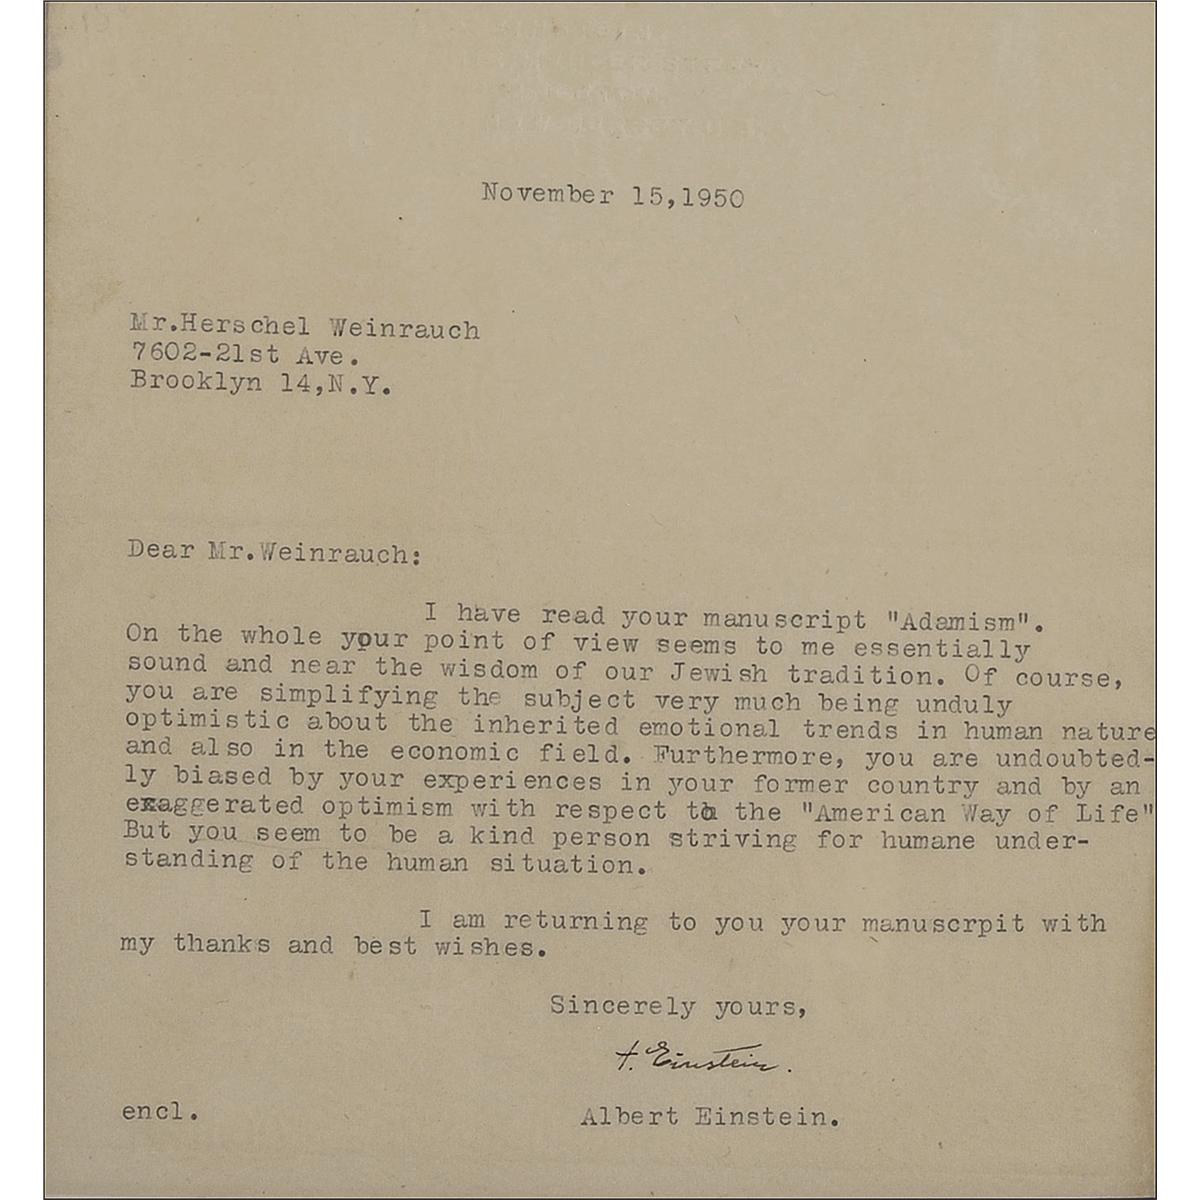 November 15,1950
Mr.Herschel Weinrauch
7602-21st Ave.
Brooklyn 14,N.Y.
Dear Mr.Weinrauch:
I have read your manuscript "Adamism".
On the whole your point of view seems to me essentially
sound and near the wisdom of our Jewish tradition. Of course,
you are simplifying the subject very much being unduly
optimistic about the inherited emotional trends in human nature
and also in the economic field. Furthermore, you are undoubted-
ly biased by your experiences in your former country and by an
exaggerated optimism with respect to the "American Way of Life"
But you seem to be a kind person striving for humane under-
standing of the human situation.
I am returning to you your manuscrpit with
my thanks and best wishes.
Sincerely yours,
A. Einstein.
Albert Einstein.
encl.